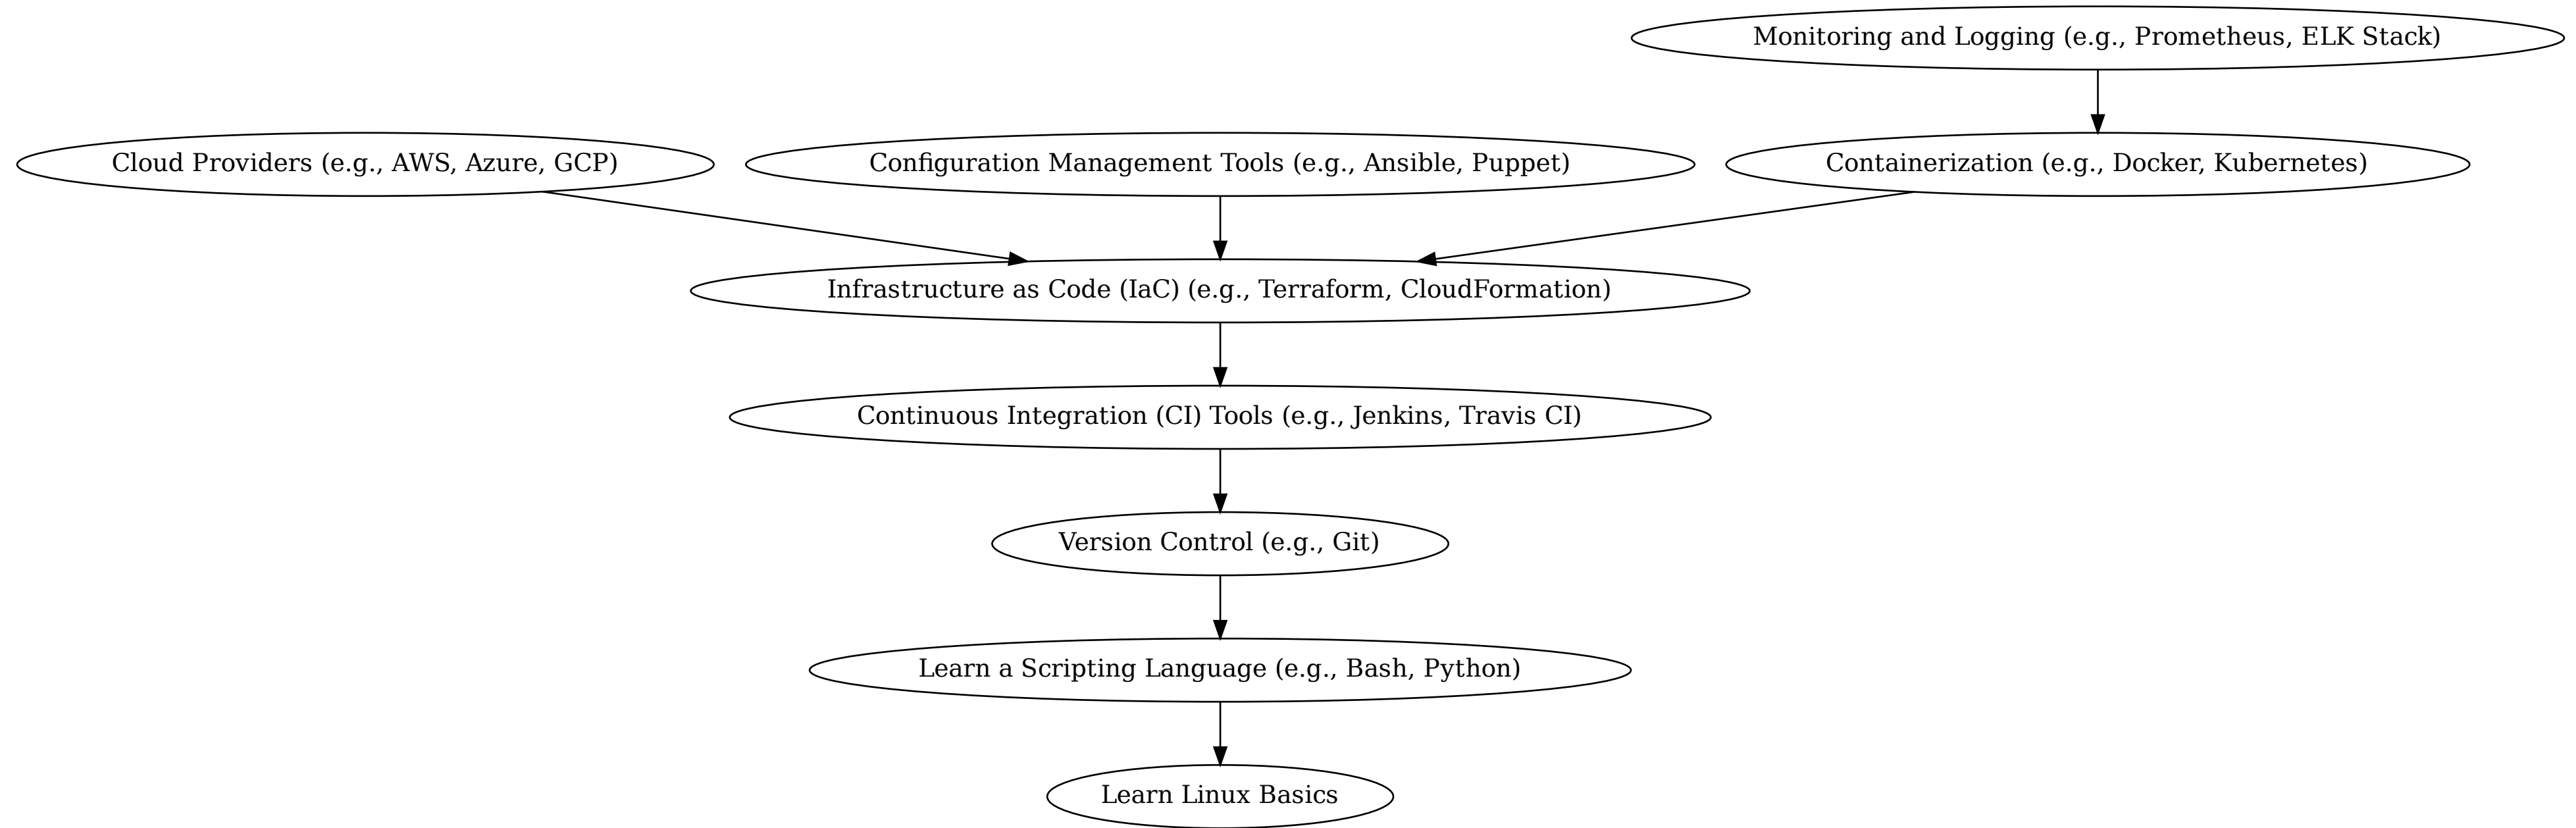 Monitoring and Logging (e.g., Prometheus, ELK Stack)
Cloud Providers (e.g., AWS, Azure, GCP)
Configuration Management Tools (e.g., Ansible, Puppet)
Containerization (e.g., Docker, Kubernetes)
Infrastructure as Code (IaC) (e.g., Terraform, CloudFormation)
Continuous Integration (CI) Tools (e.g., Jenkins, Travis CI)
Version Control (e.g., Git)
Learn a Scripting Language (e.g., Bash, Python)
Learn Linux Basics